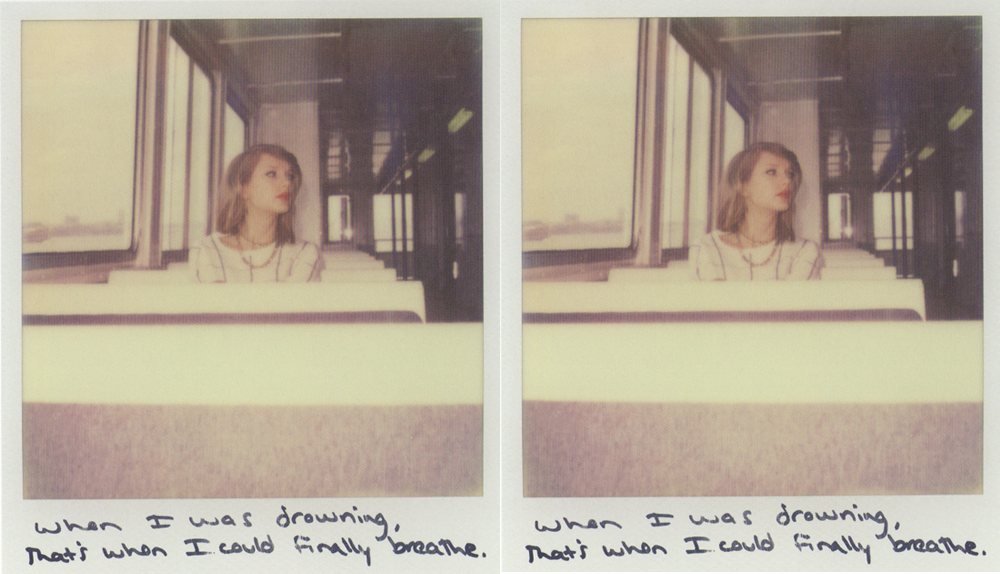 when I was drowning,
that's when I could finally breathe.
when I was drowning,
that's when I could finally breathe.